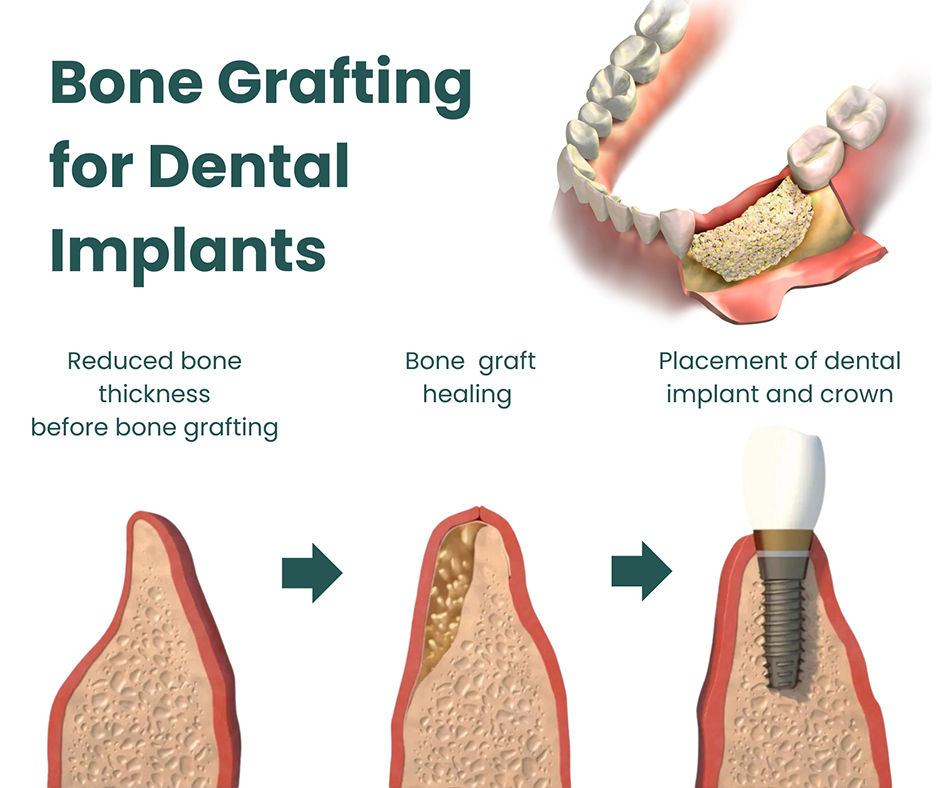 Bone Grafting
for Dental
Implants
Reduced bone
thickness
before bone grafting
Bone graft
healing
Placement of dental
implant and crown